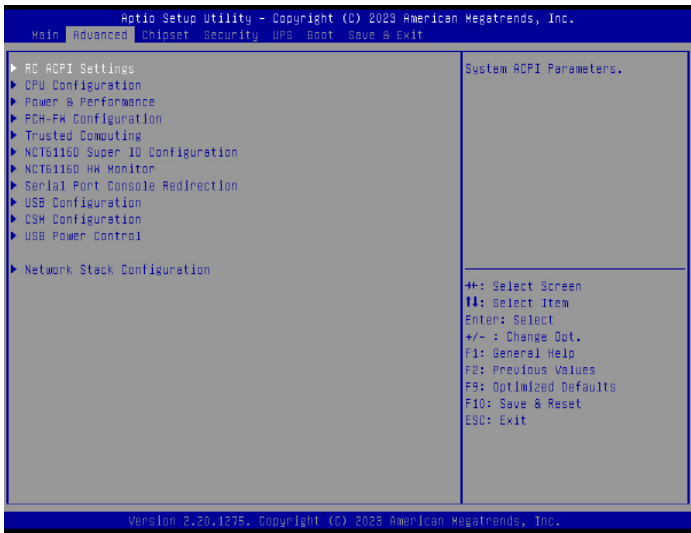 Aptio Setup Utility – Copyright (C) 2023 American Megatrends, Inc.
Main Advanced Chipset Security UPS Boot Save & Exit
▶ RC ACPI Settings
▶ CPU Configuration
▶ Power & Performance
▶ PCH-FW Configuration
▶ Trusted Computing
▶ NCT6116D Super IO Configuration
▶ NCT6116D HW Monitor
▶ Serial Port Console Redirection
▶ USB Configuration
▶ CSM Configuration
▶ USB Power Control
▶ Network Stack Configuration
System ACPI Parameters.
→←: Select Screen
↑↓: Select Item
Enter: Select
+/- : Change Opt.
F1: General Help
F2: Previous Values
F9: Optimized Defaults
F10: Save & Reset
ESC: Exit
Version 2.20.1275. Copyright (C) 2023 American Megatrends, Inc.